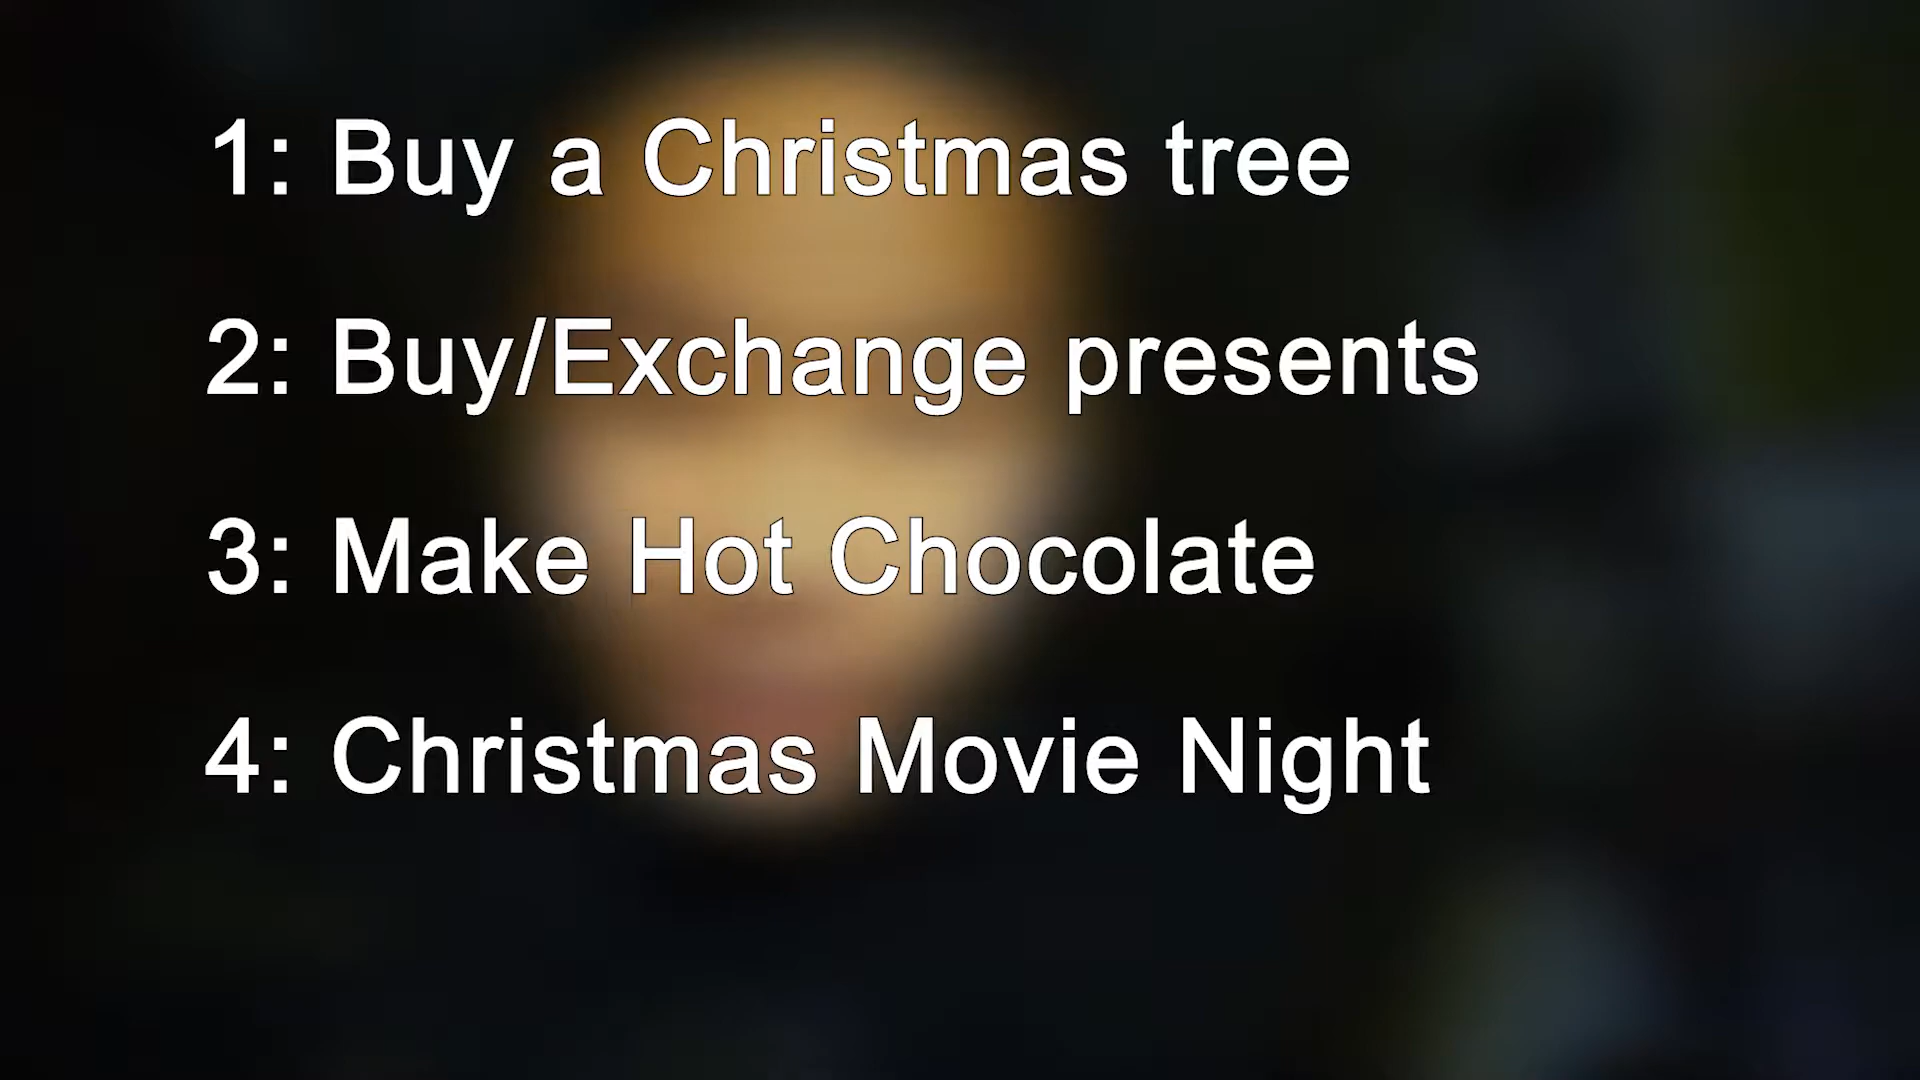 1: Buy a Christmas tree
2: Buy/Exchange presents
3: Make Hot Chocolate
4: Christmas Movie Night